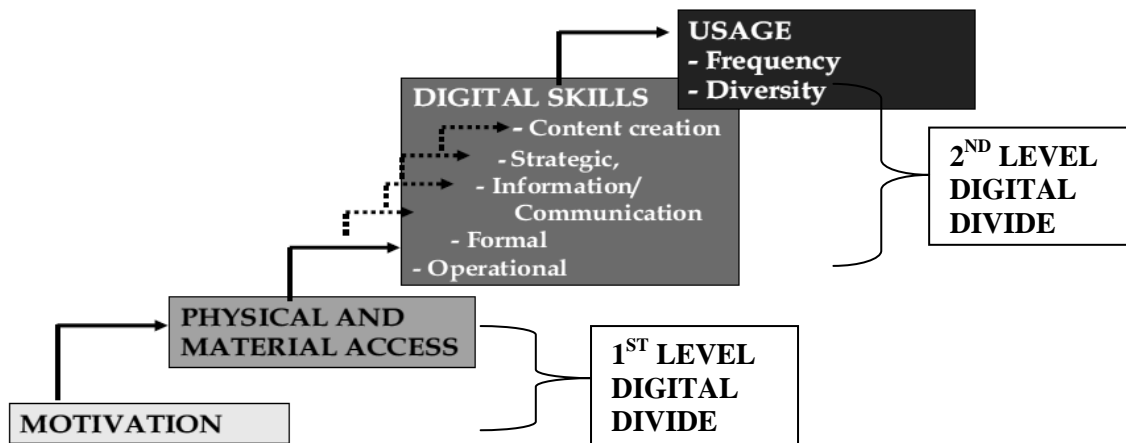 USAGE
- Frequency
- Diversity
DIGITAL SKILLS
- Content creation
- Strategic,
- Information/
Communication
- Formal
- Operational
2ND LEVEL
DIGITAL
DIVIDE
PHYSICAL AND
MATERIAL ACCESS
1ST LEVEL
DIGITAL
DIVIDE
MOTIVATION